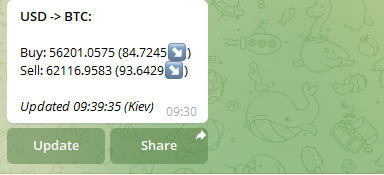 USD -> BTC:
Buy: 56201.0575 (84.7245↘️)
Sell: 62116.9583 (93.6429↘️)
Updated 09:39:35 (Kiev)
09:30
Update
Share